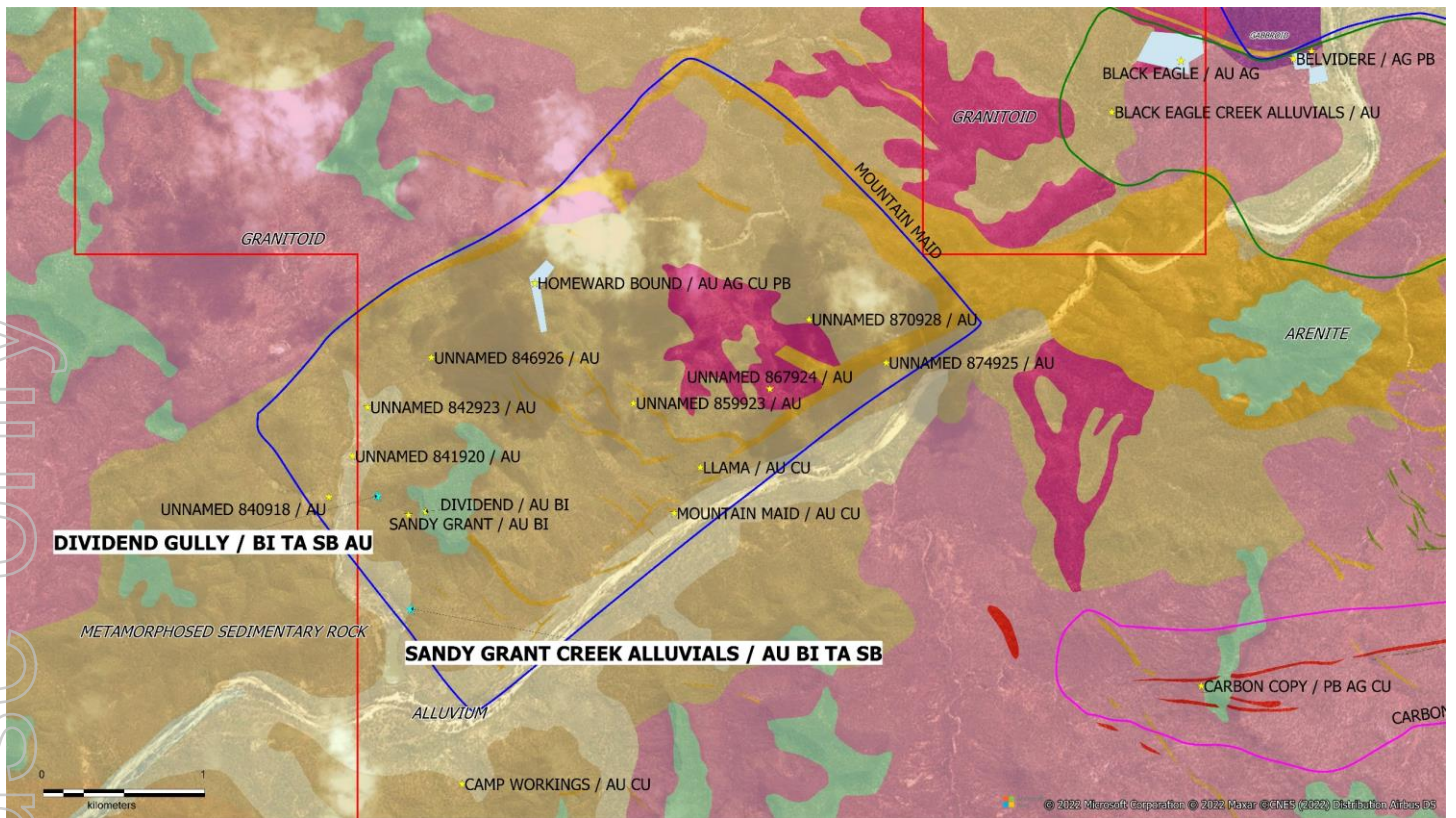 GABBROID
BELVIDERE / AG PB
BLACK EAGLE / AU AG
BLACK EAGLE CREEK ALLUVIALS / AU
GRANITOID
MOUNTAIN MAID
GRANITOID
HOMEWARD BOUND / AU AG CU PB
UNNAMED 870928 / AU
ARENITE
UNNAMED 846926 / AU
UNNAMED 874925 / AU
UNNAMED 867924 / AU
UNNAMED 842923 / AU
UNNAMED 859923 / AU
UNNAMED 841920 / AU
LLAMA / AU CU
UNNAMED 840918 / AU
DIVIDEND / AU BI
SANDY GRANT / AU BI
MOUNTAIN MAID / AU CU
DIVIDEND GULLY / BI TA SB AU
METAMORPHOSED SEDIMENTARY ROCK
SANDY GRANT CREEK ALLUVIALS / AU BI TA SB
CARBON COPY / PB AG CU
ALLUVIUM
CARBON
CAMP WORKINGS / AU CU
0 1
kilometers
© 2022 Microsoft Corporation © 2022 Maxar ©CNES (2022) Distribution Airbus DS